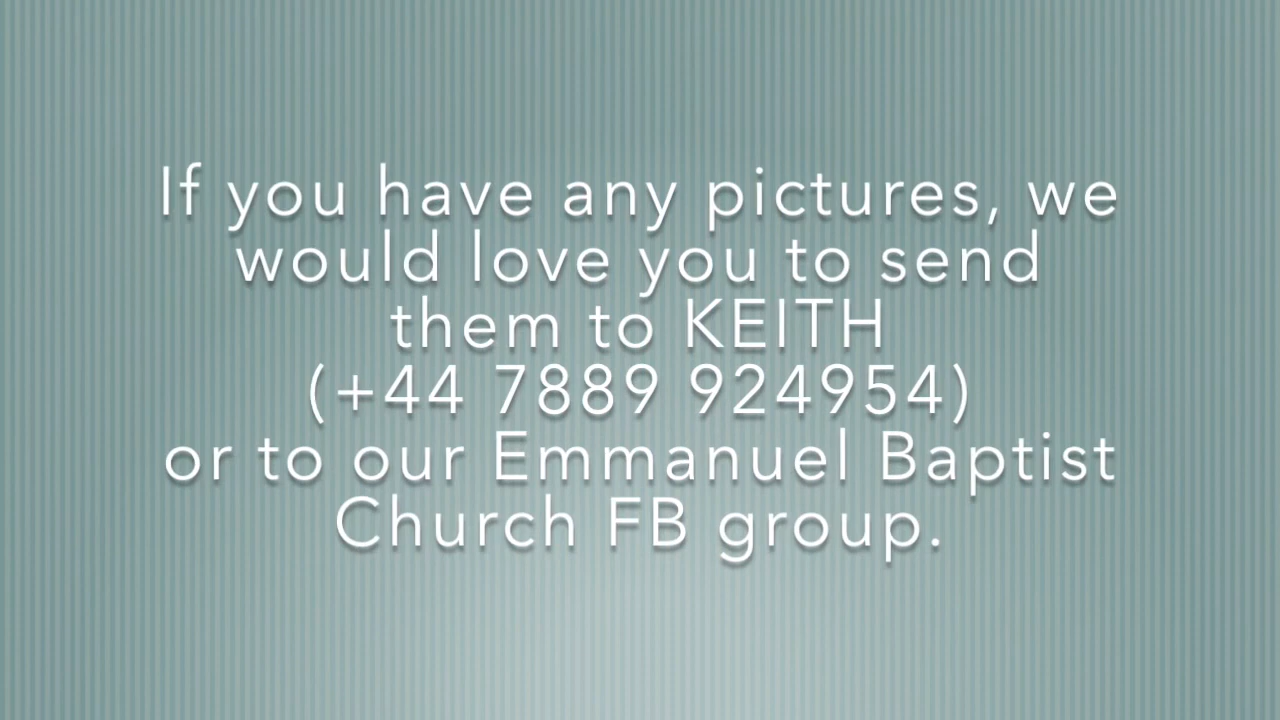 If you have any pictures, we
would love you to send
them to KEITH
(+44 7889 924954)
or to our Emmanuel Baptist
Church FB group.